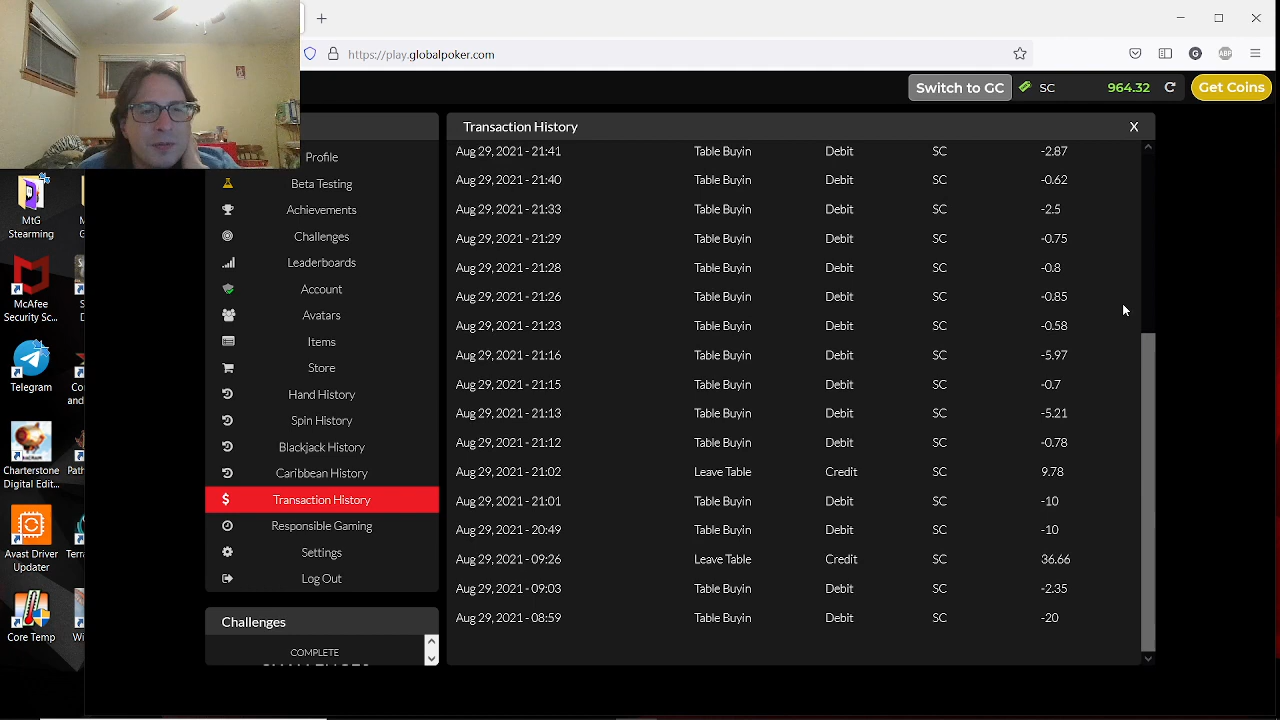 https://play.globalpoker.com
Switch to GC SC 964.32 Get Coins
Transaction History X
Profile
Beta Testing
Achievements
Challenges
Leaderboards
Account
Avatars
Items
Store
Hand History
Spin History
Blackjack History
Caribbean History
Transaction History
Responsible Gaming
Settings
Log Out
Challenges
COMPLETE
Aug 29, 2021 - 21:41 Table Buyin Debit SC -2.87
Aug 29, 2021 - 21:40 Table Buyin Debit SC -0.62
Aug 29, 2021 - 21:33 Table Buyin Debit SC -2.5
Aug 29, 2021 - 21:29 Table Buyin Debit SC -0.75
Aug 29, 2021 - 21:28 Table Buyin Debit SC -0.8
Aug 29, 2021 - 21:26 Table Buyin Debit SC -0.85
Aug 29, 2021 - 21:23 Table Buyin Debit SC -0.58
Aug 29, 2021 - 21:16 Table Buyin Debit SC -5.97
Aug 29, 2021 - 21:15 Table Buyin Debit SC -0.7
Aug 29, 2021 - 21:13 Table Buyin Debit SC -5.21
Aug 29, 2021 - 21:12 Table Buyin Debit SC -0.78
Aug 29, 2021 - 21:02 Leave Table Credit SC 9.78
Aug 29, 2021 - 21:01 Table Buyin Debit SC -10
Aug 29, 2021 - 20:49 Table Buyin Debit SC -10
Aug 29, 2021 - 09:26 Leave Table Credit SC 36.66
Aug 29, 2021 - 09:03 Table Buyin Debit SC -2.35
Aug 29, 2021 - 08:59 Table Buyin Debit SC -20
MtG
Stearming
McAfee
Security Sc...
Telegram
Charterstone
Digital Edit...
Avast Driver
Updater
Core Temp